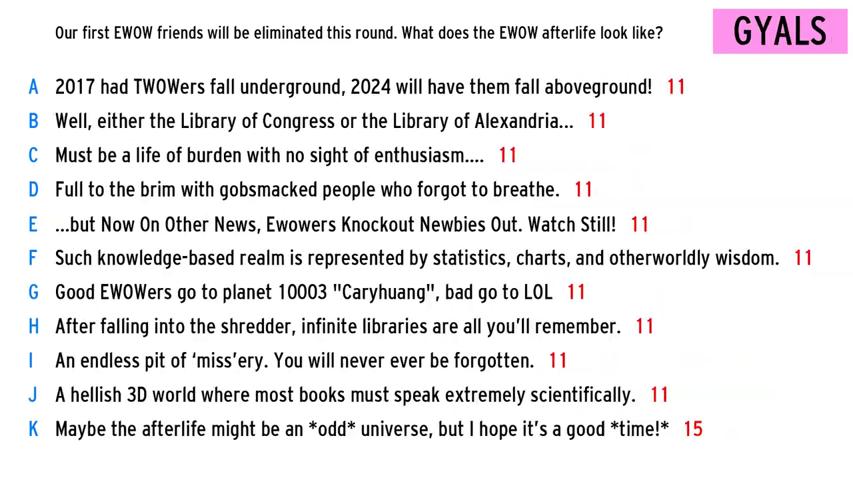 Our first EWOW friends will be eliminated this round. What does the EWOW afterlife look like?
GYALS
A 2017 had TWOWers fall underground, 2024 will have them fall aboveground! 11
B Well, either the Library of Congress or the Library of Alexandria... 11
C Must be a life of burden with no sight of enthusiasm.... 11
D Full to the brim with gobsmacked people who forgot to breathe. 11
E ...but Now On Other News, Ewowers Knockout Newbies Out. Watch Still! 11
F Such knowledge-based realm is represented by statistics, charts, and otherworldly wisdom. 11
G Good EWOWers go to planet 10003 "Caryhuang", bad go to LOL 11
H After falling into the shredder, infinite libraries are all you'll remember. 11
I An endless pit of ‘miss’ery. You will never ever be forgotten. 11
J A hellish 3D world where most books must speak extremely scientifically. 11
K Maybe the afterlife might be an *odd* universe, but I hope it's a good *time!* 15